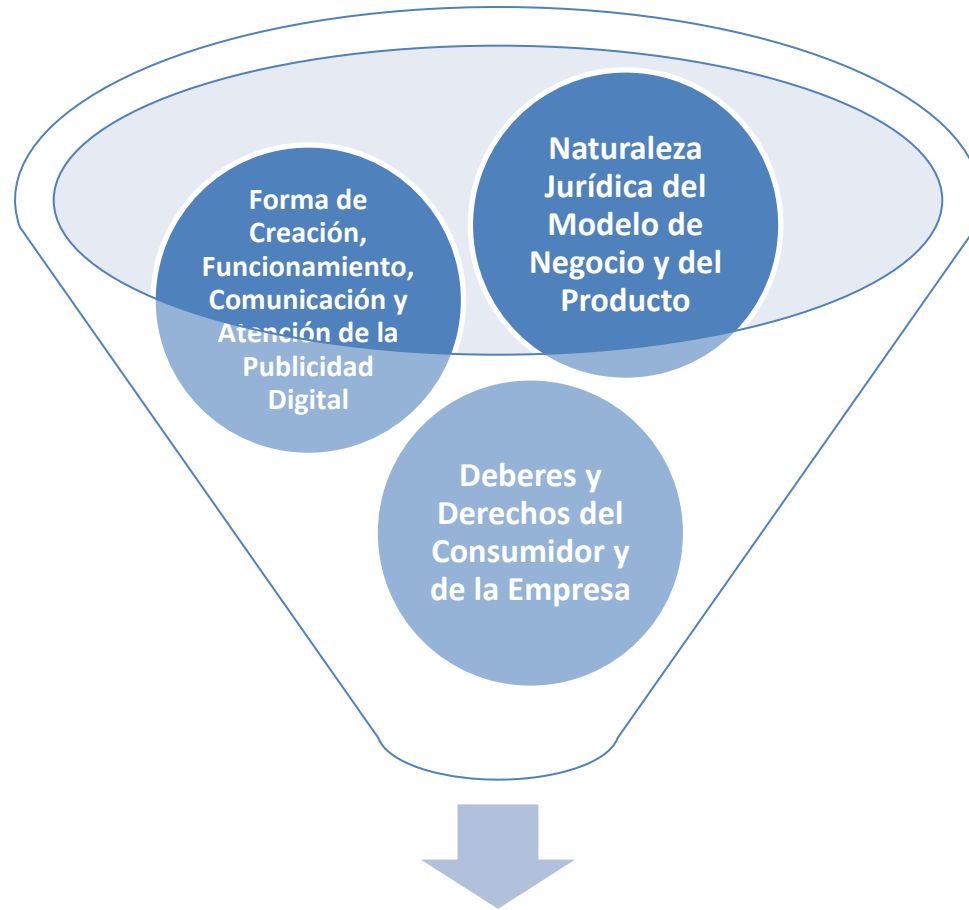 Forma de
Creación,
Funcionamiento,
Comunicación y
Atención de la
Publicidad
Digital
Naturaleza
Jurídica del
Modelo de
Negocio y del
Producto
Deberes y
Derechos del
Consumidor y
de la Empresa